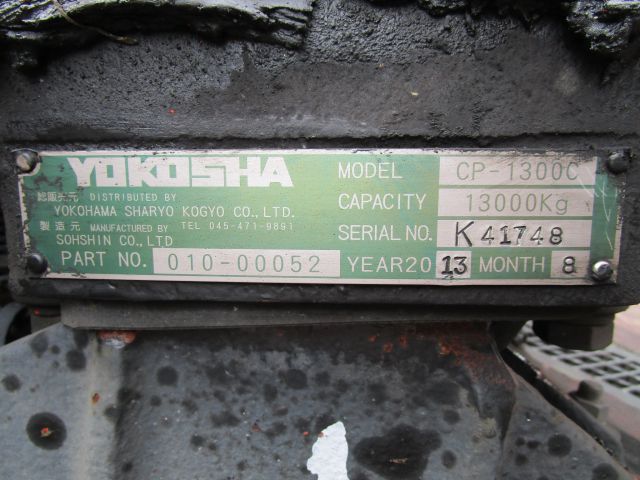 YOKOSHA
総販売元 DISTRIBUTED BY
YOKOHAMA SHARYO KOGYO CO., LTD.
製造元 MANUFACTURED BY TEL 045-471-9891
SOHSHIN CO., LTD
PART NO. 010-00052
MODEL CP-1300C
CAPACITY 13000Kg
SERIAL NO. K 41748
YEAR20 13 MONTH 8